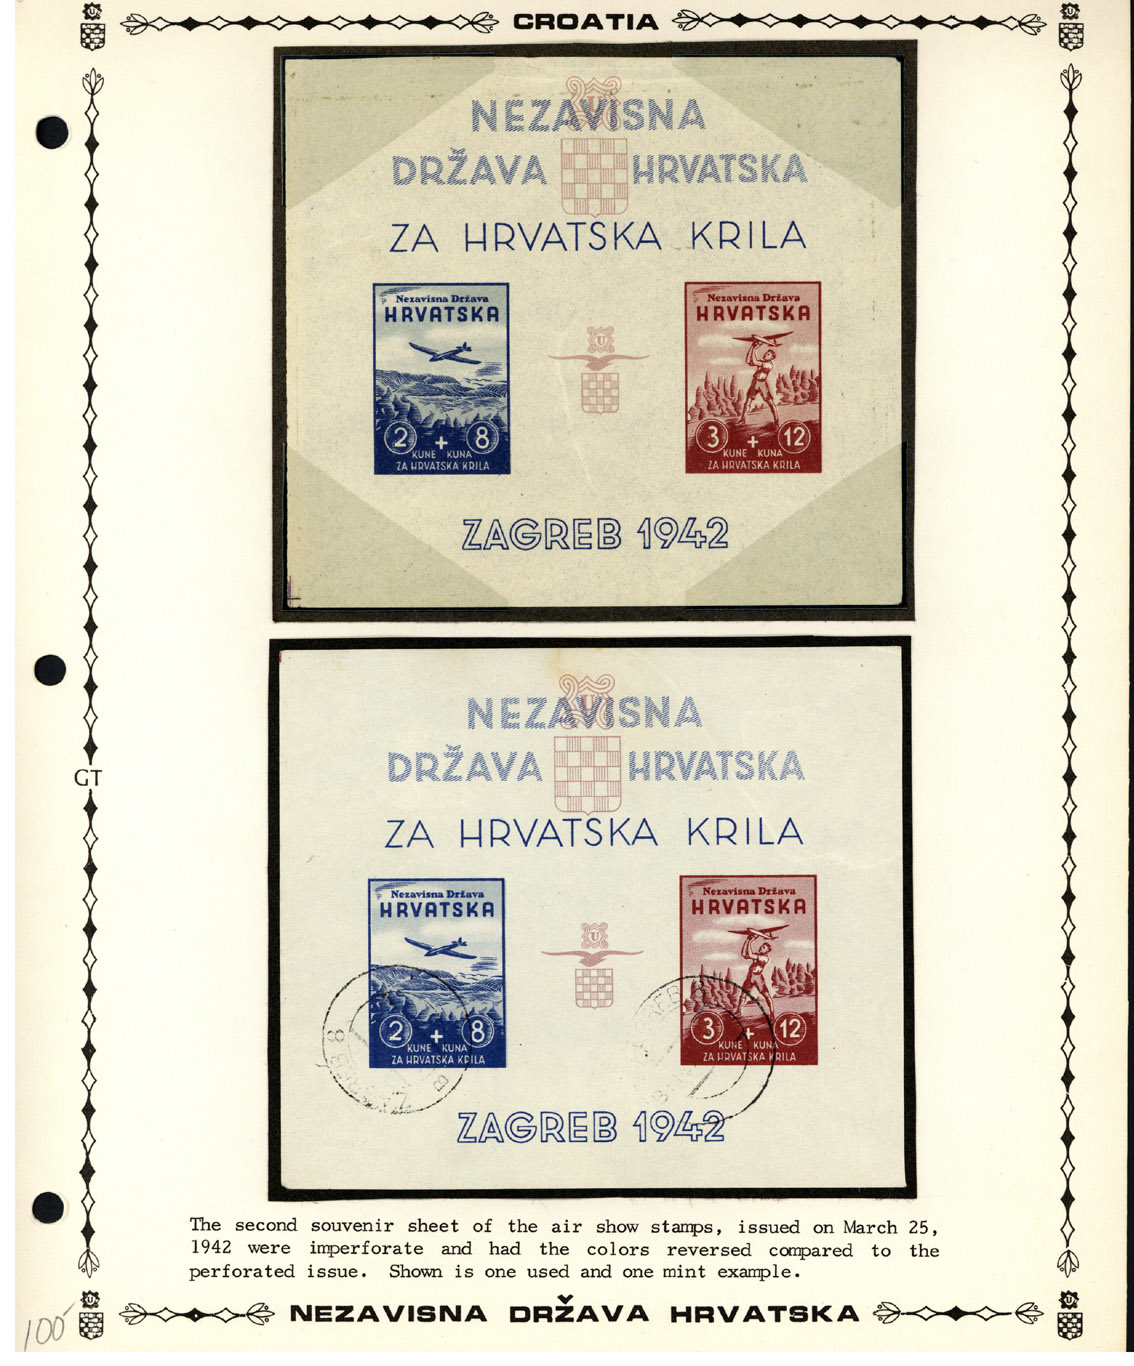 CROATIA
NEZAVISNA
DRŽAVA HRVATSKA
ZA HRVATSKA KRILA
Nezavisna Država
HRVATSKA
2 + 8
KUNE KUNA
ZA HRVATSKA KRILA
Nezavisna Država
HRVATSKA
3 + 12
KUNE KUNA
ZA HRVATSKA KRILA
U
U
ZAGREB 1942
GT
NEZAVISNA
DRŽAVA HRVATSKA
ZA HRVATSKA KRILA
Nezavisna Država
HRVATSKA
2 + 8
KUNE KUNA
ZA HRVATSKA KRILA
Nezavisna Država
HRVATSKA
3 + 12
KUNE KUNA
ZA HRVATSKA KRILA
U
U
ZAGREB 1942
The second souvenir sheet of the air show stamps, issued on March 25,
1942 were imperforate and had the colors reversed compared to the
perforated issue. Shown is one used and one mint example.
NEZAVISNA DRŽAVA HRVATSKA
100